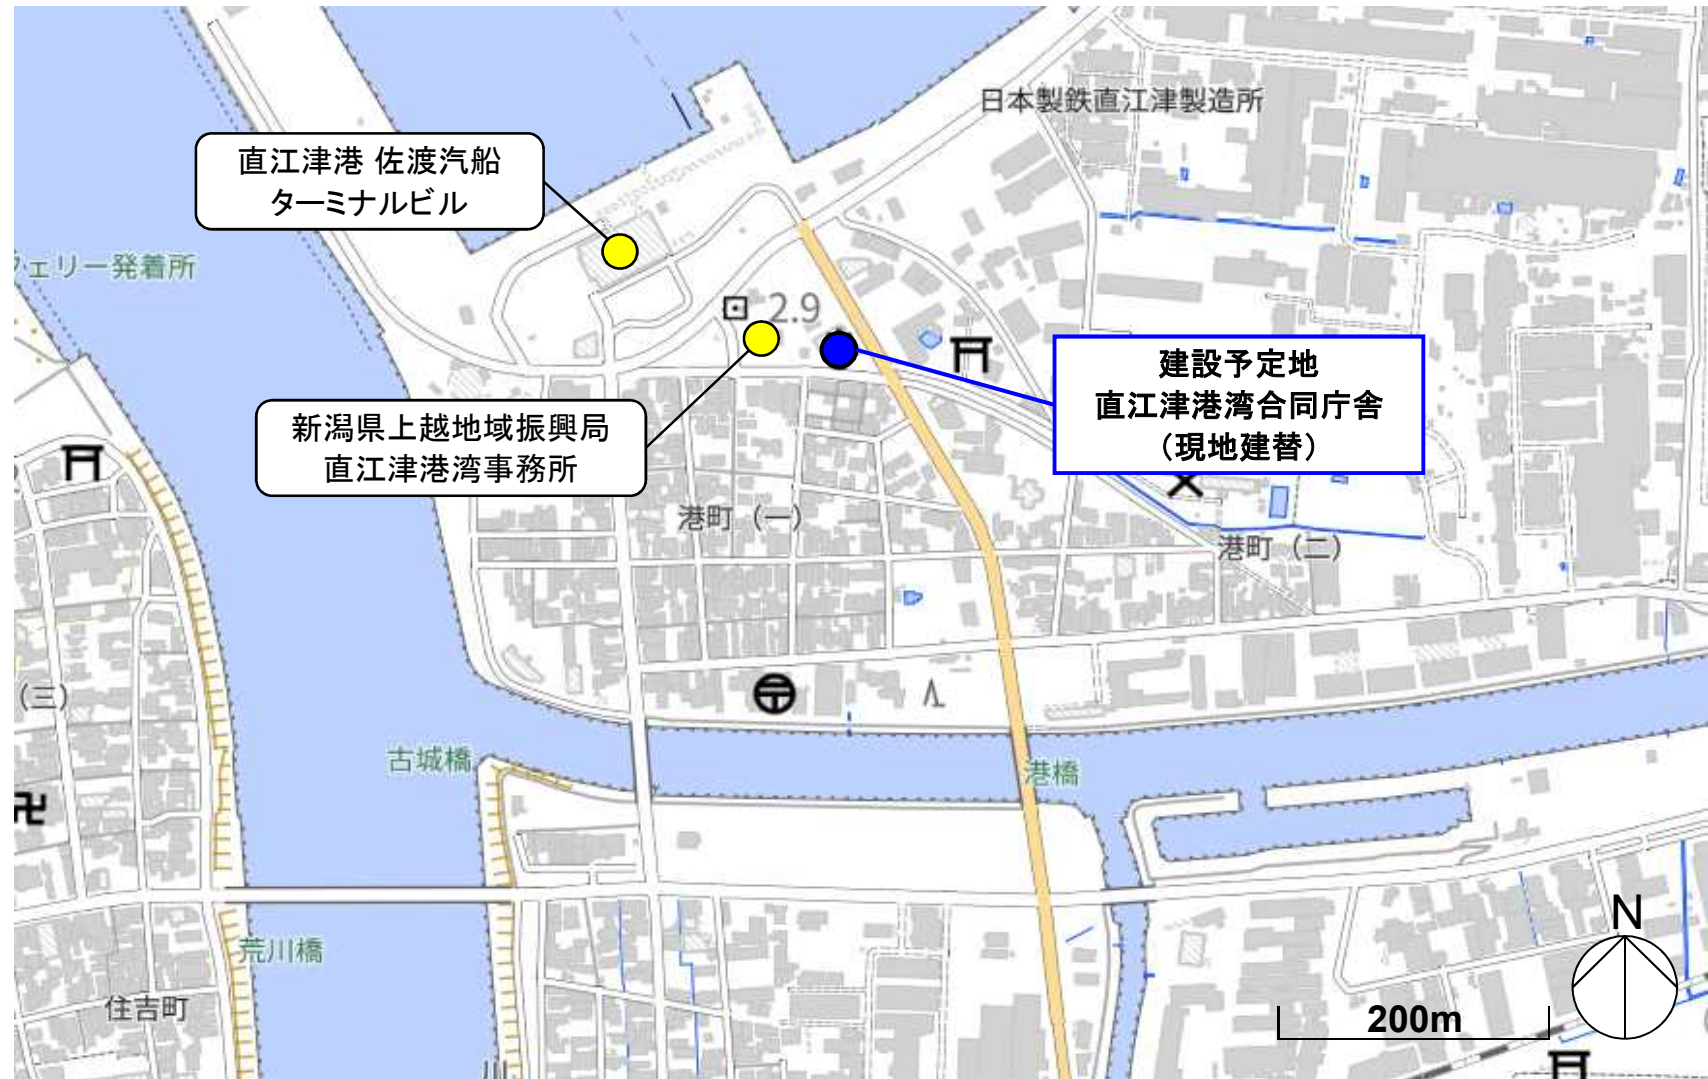 日本製鉄直江津製造所
直江津港 佐渡汽船
ターミナルビル
フェリー発着所
2.9
建設予定地
直江津港湾合同庁舎
（現地建替）
新潟県上越地域振興局
直江津港湾事務所
港町（一）
港町（二）
（三）
古城橋
港橋
荒川橋
住吉町
N
200m
川